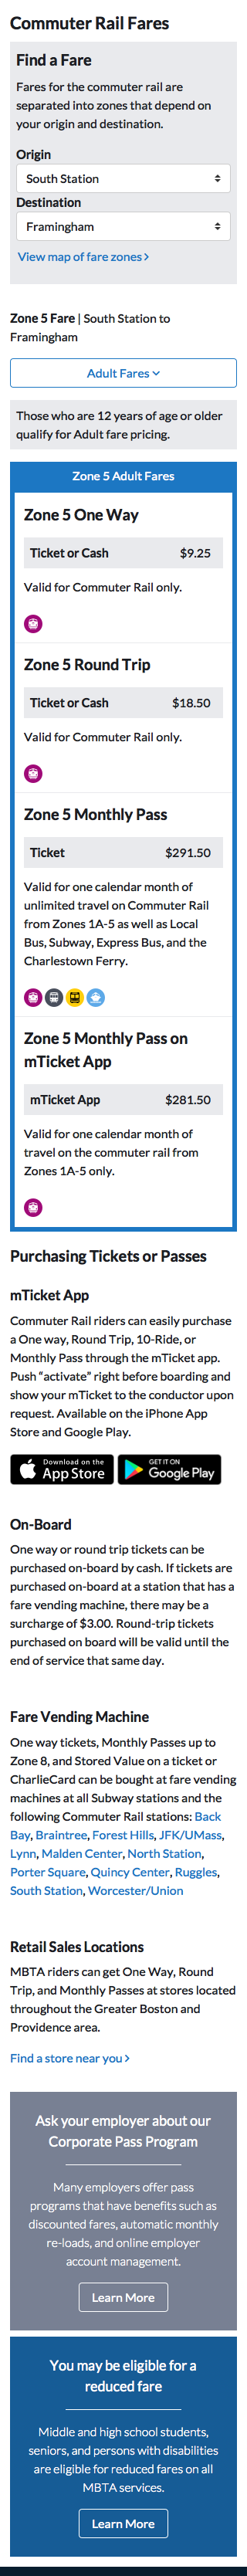 Commuter Rail Fares
Find a Fare
Fares for the commuter rail are
separated into zones that depend on
your origin and destination.
Origin
South Station
Destination
Framingham
View map of fare zones
Zone 5 Fare | South Station to
Framingham
Adult Fares
Those who are 12 years of age or older
qualify for Adult fare pricing.
Zone 5 Adult Fares
Zone 5 One Way
Ticket or Cash $9.25
Valid for Commuter Rail only.
Zone 5 Round Trip
Ticket or Cash $18.50
Valid for Commuter Rail only.
Zone 5 Monthly Pass
Ticket $291.50
Valid for one calendar month of
unlimited travel on Commuter Rail
from Zones 1A-5 as well as Local
Bus, Subway, Express Bus, and the
Charlestown Ferry.
Zone 5 Monthly Pass on
mTicket App
mTicket App $281.50
Valid for one calendar month of
travel on the commuter rail from
Zones 1A-5 only.
Purchasing Tickets or Passes
mTicket App
Commuter Rail riders can easily purchase
a One way, Round Trip, 10-Ride, or
Monthly Pass through the mTicket app.
Push “activate” right before boarding and
show your mTicket to the conductor upon
request. Available on the iPhone App
Store and Google Play.
Download on the
App Store
GET IT ON
Google Play
On-Board
One way or round trip tickets can be
purchased on-board by cash. If tickets are
purchased on-board at a station that has a
fare vending machine, there may be a
surcharge of $3.00. Round-trip tickets
purchased on board will be valid until the
end of service that same day.
Fare Vending Machine
One way tickets, Monthly Passes up to
Zone 8, and Stored Value on a ticket or
CharlieCard can be bought at fare vending
machines at all Subway stations and the
following Commuter Rail stations: Back
Bay, Braintree, Forest Hills, JFK/UMass,
Lynn, Malden Center, North Station,
Porter Square, Quincy Center, Ruggles,
South Station, Worcester/Union
Retail Sales Locations
MBTA riders can get One Way, Round
Trip, and Monthly Passes at stores located
throughout the Greater Boston and
Providence area.
Find a store near you
Ask your employer about our
Corporate Pass Program
Many employers offer pass
programs that have benefits such as
discounted fares, automatic monthly
re-loads, and online employer
account management.
Learn More
You may be eligible for a
reduced fare
Middle and high school students,
seniors, and persons with disabilities
are eligible for reduced fares on all
MBTA services.
Learn More